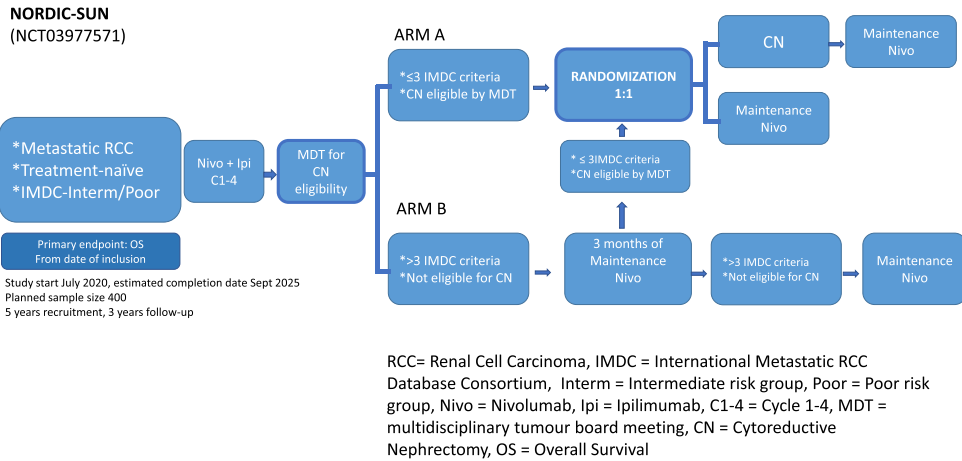 NORDIC-SUN
(NCT03977571)
*Metastatic RCC
*Treatment-naïve
*IMDC-Interm/Poor
Primary endpoint: OS
From date of inclusion
Study start July 2020, estimated completion date Sept 2025
Planned sample size 400
5 years recruitment, 3 years follow-up
Nivo + Ipi
C1-4
MDT for
CN
eligibility
ARM A
*≤3 IMDC criteria
*CN eligible by MDT
RANDOMIZATION
1:1
CN
Maintenance
Nivo
Maintenance
Nivo
* ≤ 3IMDC criteria
*CN eligible by MDT
ARM B
*>3 IMDC criteria
*Not eligible for CN
3 months of
Maintenance
Nivo
*>3 IMDC criteria
*Not eligible for CN
Maintenance
Nivo
RCC= Renal Cell Carcinoma, IMDC = International Metastatic RCC
Database Consortium,  Interm = Intermediate risk group, Poor = Poor risk
group, Nivo = Nivolumab, Ipi = Ipilimumab, C1-4 = Cycle 1-4, MDT =
multidisciplinary tumour board meeting, CN = Cytoreductive
Nephrectomy, OS = Overall Survival